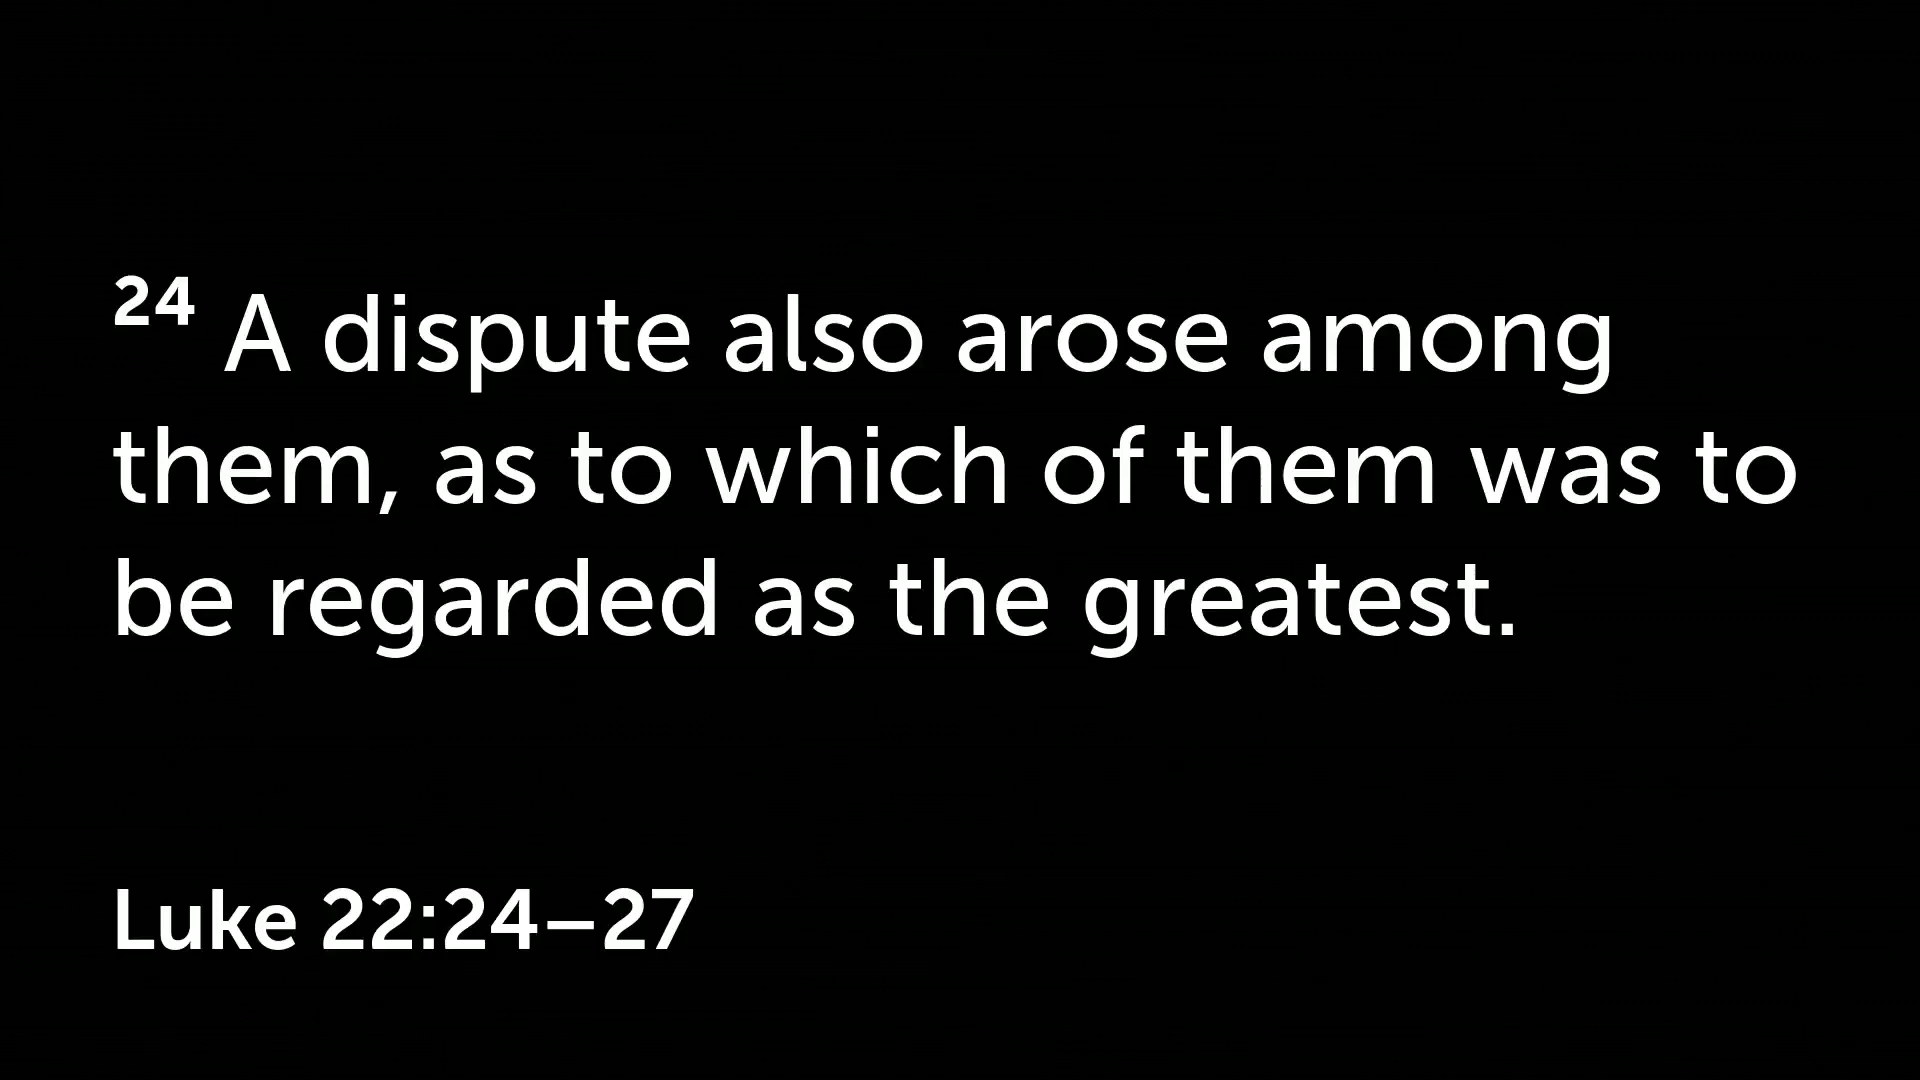 24 A dispute also arose among
them, as to which of them was to
be regarded as the greatest.
Luke 22:24–27